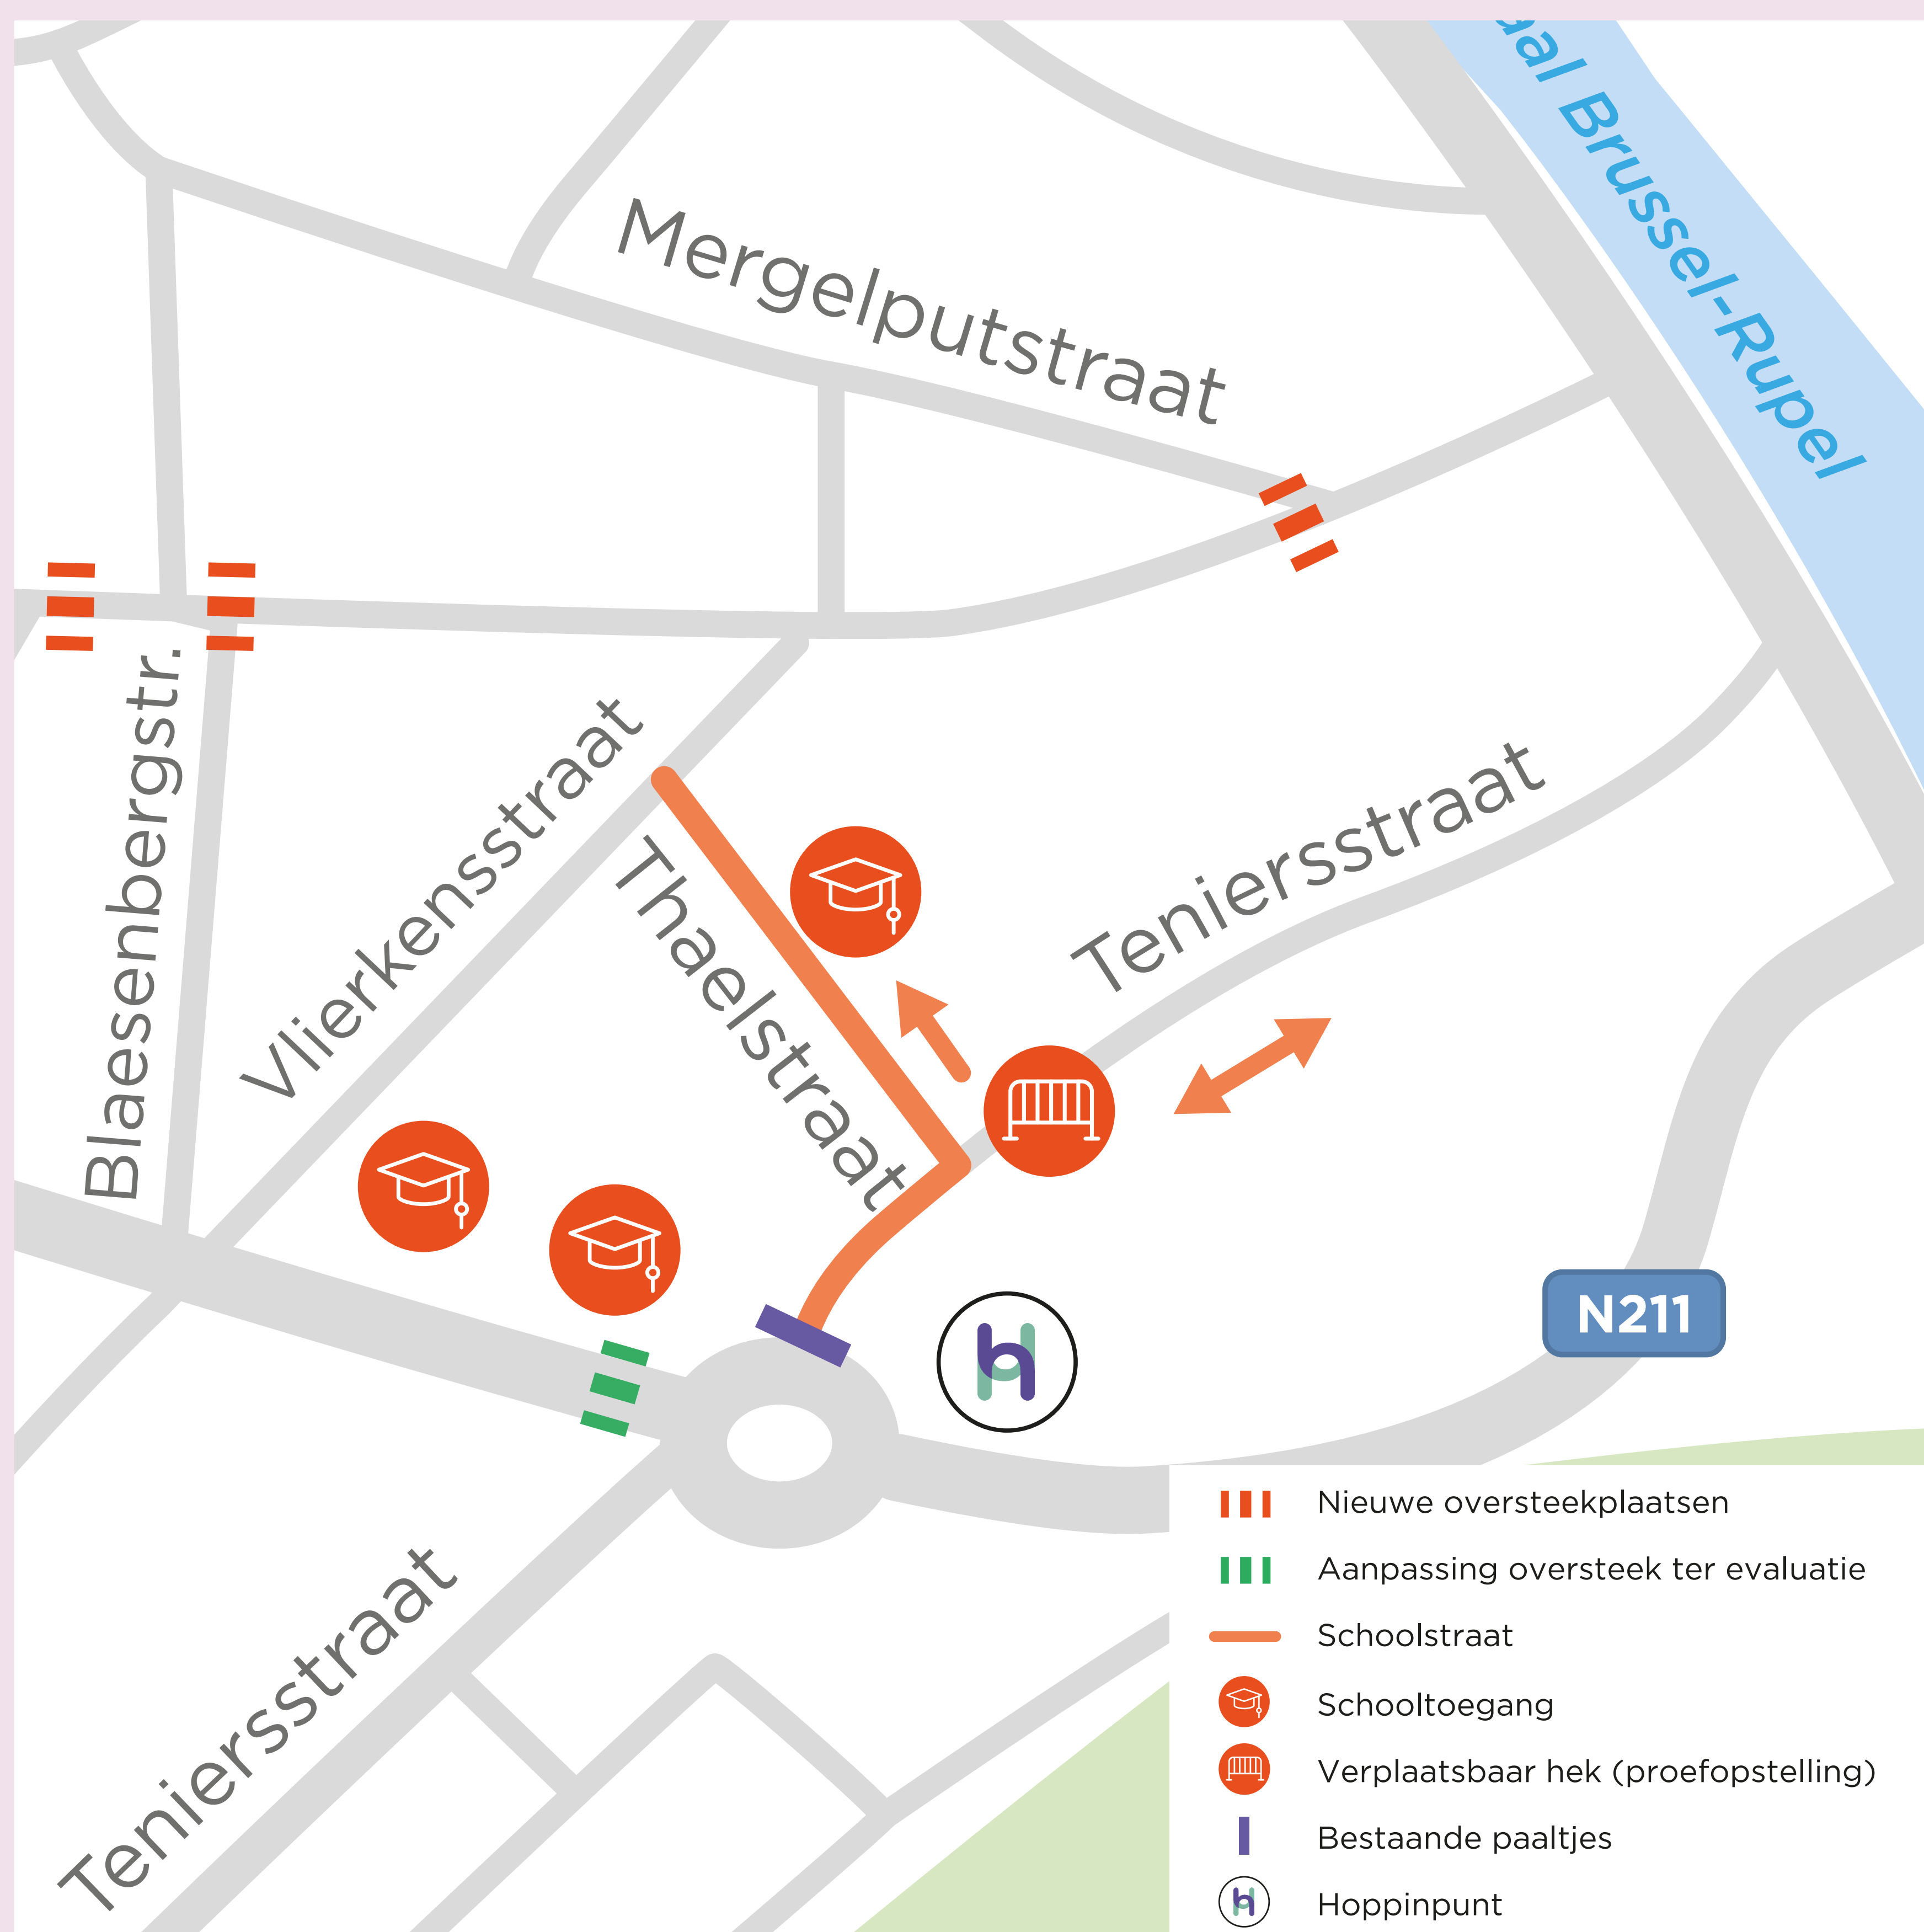 Brussel-Rupel
Mergelputstraat
Blaesenbergstr.
Vlierkensstraat
Thaelstraat
Teniersstraat
N211
Teniersstraat
Nieuwe oversteekplaatsen
Aanpassing oversteek ter evaluatie
Schoolstraat
Schooltoegang
Verplaatsbaar hek (proefopstelling)
Bestaande paaltjes
Hoppinpunt